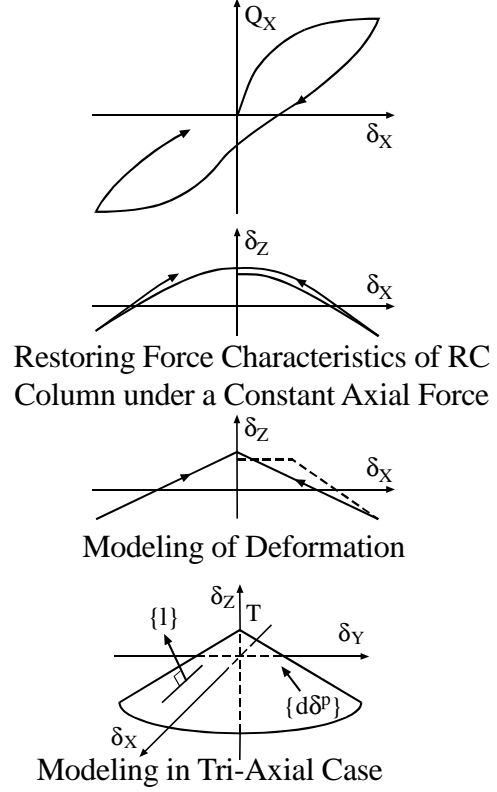 Q_X
δ_X
δ_Z
δ_X
Restoring Force Characteristics of RC
Column under a Constant Axial Force
δ_Z
δ_X
Modeling of Deformation
δ_Z
T
{l}
δ_Y
{dδ^p}
δ_X
Modeling in Tri-Axial Case